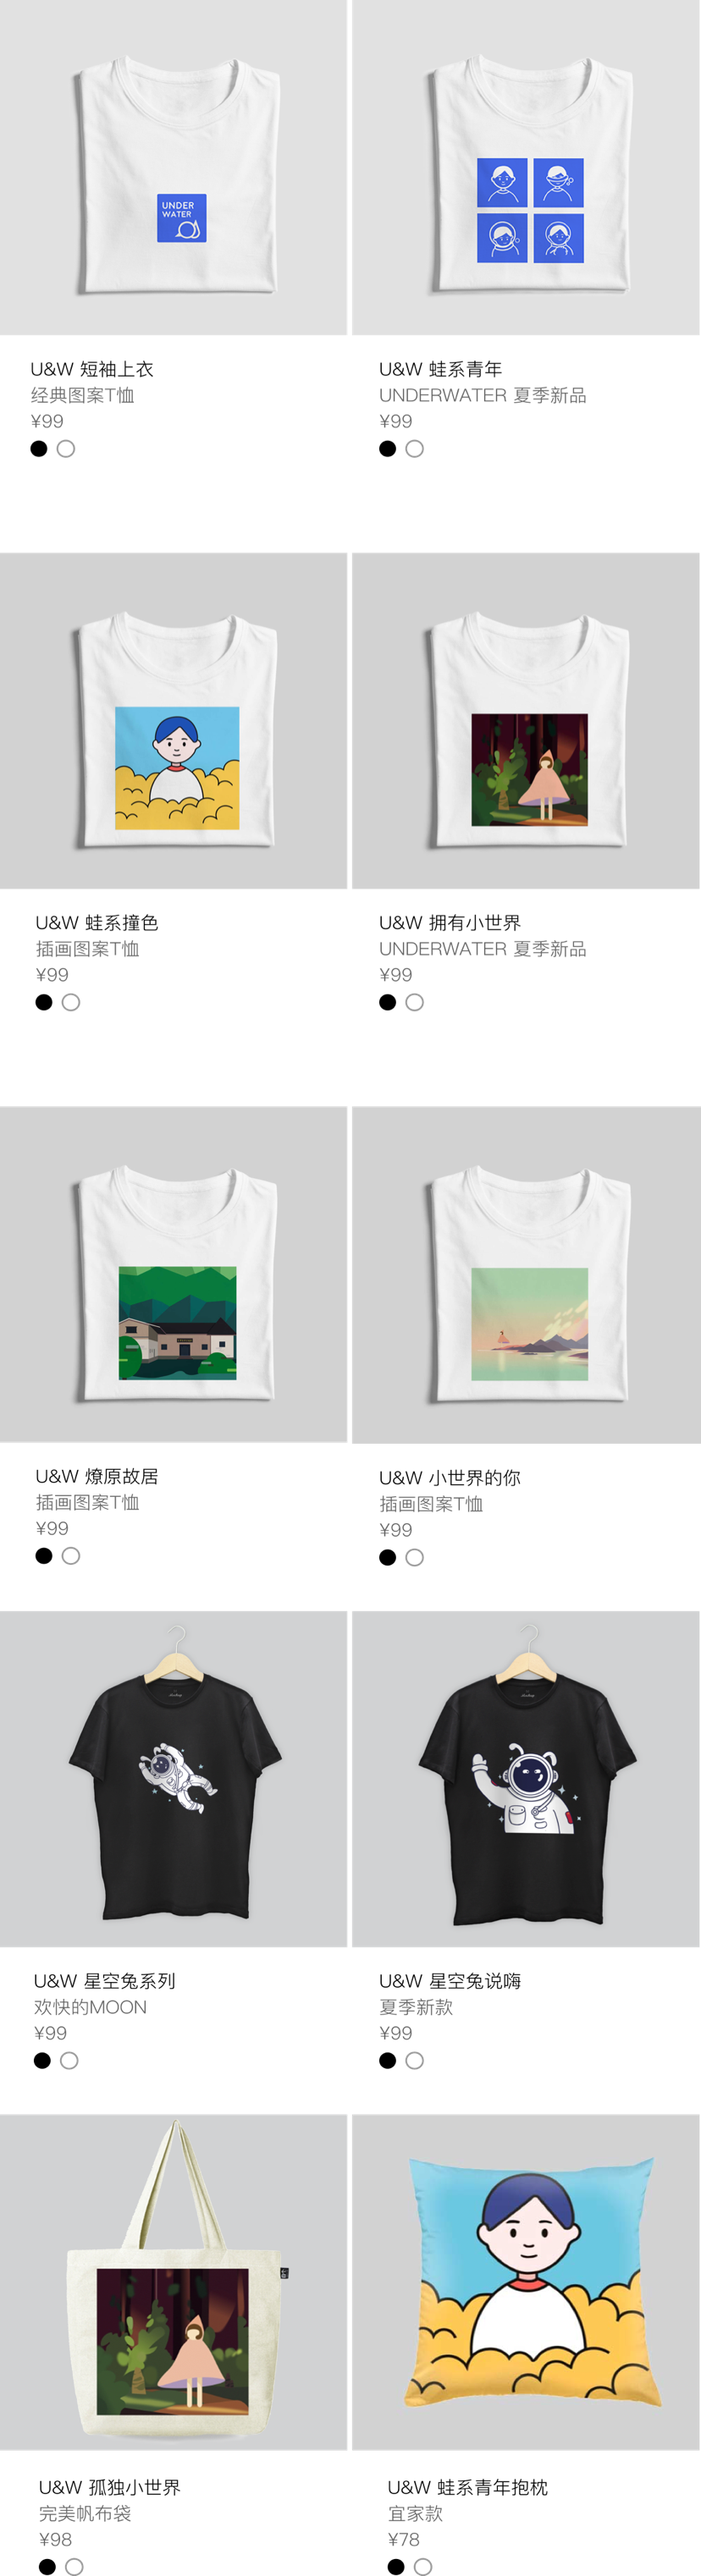 UNDER
WATER
U&W 短袖上衣
经典图案T恤
¥99
U&W 蛙系青年
UNDERWATER 夏季新品
¥99
U&W 蛙系撞色
插画图案T恤
¥99
U&W 拥有小世界
UNDERWATER 夏季新品
¥99
U&W 燎原故居
插画图案T恤
¥99
U&W 小世界的你
插画图案T恤
¥99
U&W 星空兔系列
欢快的MOON
¥99
U&W 星空兔说嗨
夏季新款
¥99
U&W 孤独小世界
完美帆布袋
¥98
U&W 蛙系青年抱枕
宜家款
¥78